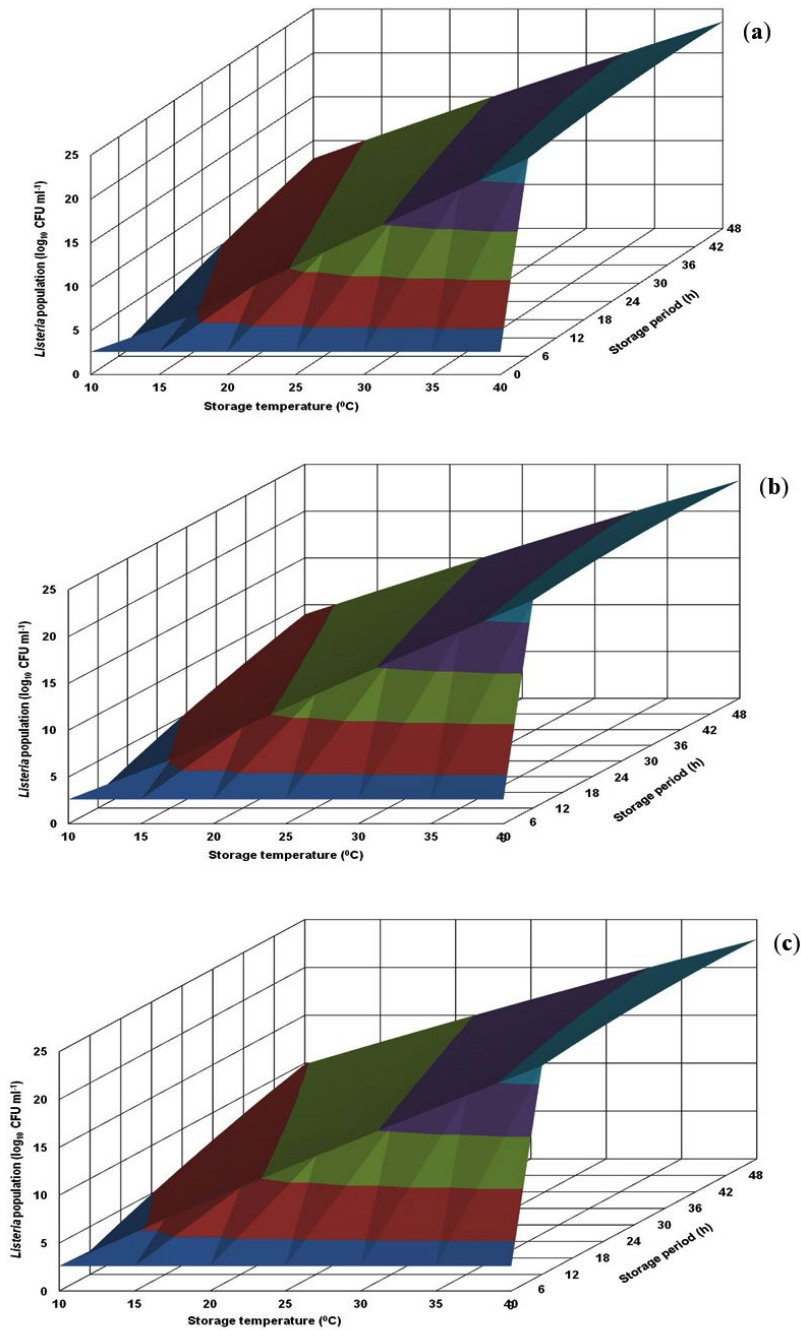 (a)
25
20
15
10
5
0
Listeria population (log₁₀ CFU ml⁻¹)
10 15 20 25 30 35 40
Storage temperature (⁰C)
0 6 12 18 24 30 36 42 48
Storage period (h)
(b)
25
20
15
10
5
0
Listeria population (log₁₀ CFU ml⁻¹)
10 15 20 25 30 35 40
Storage temperature (⁰C)
0 6 12 18 24 30 36 42 48
Storage period (h)
(c)
25
20
15
10
5
0
Listeria population (log₁₀ CFU ml⁻¹)
10 15 20 25 30 35 40
Storage temperature (⁰C)
0 6 12 18 24 30 36 42 48
Storage period (h)